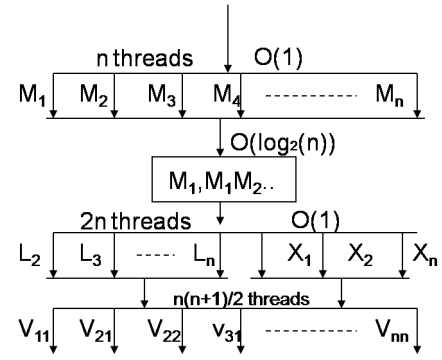 n threads O(1)
M₁ M₂ M₃ M₄ Mₙ
O(log₂(n))
M₁,M₁M₂..
2n threads O(1)
L₂ L₃ Lₙ X₁ X₂ Xₙ
n(n+1)/2 threads
V₁₁ V₂₁ V₂₂ v₃₁ Vₙₙ